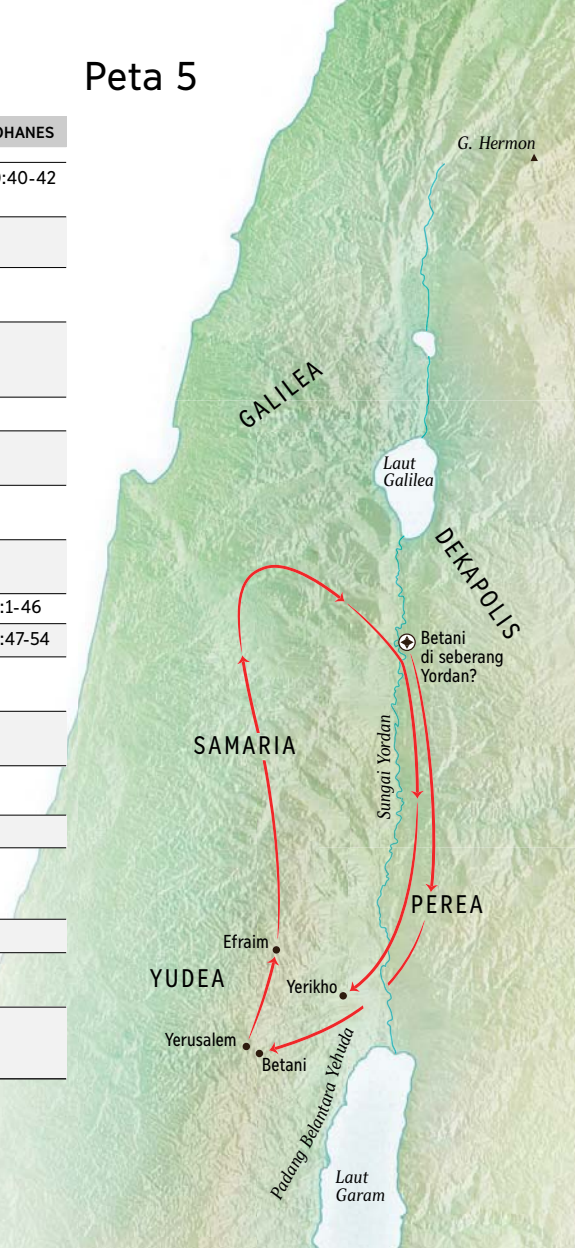 Peta 5
OHANES
:40-42
:1-46
:47-54
G. Hermon
GALILEA
Laut
Galilea
DEKAPOLIS
Betani
di seberang
Yordan?
SAMARIA
Sungai Yordan
PEREA
Efraim
YUDEA
Yerikho
Yerusalem
Betani
Padang Belantara Yehuda
Laut
Garam